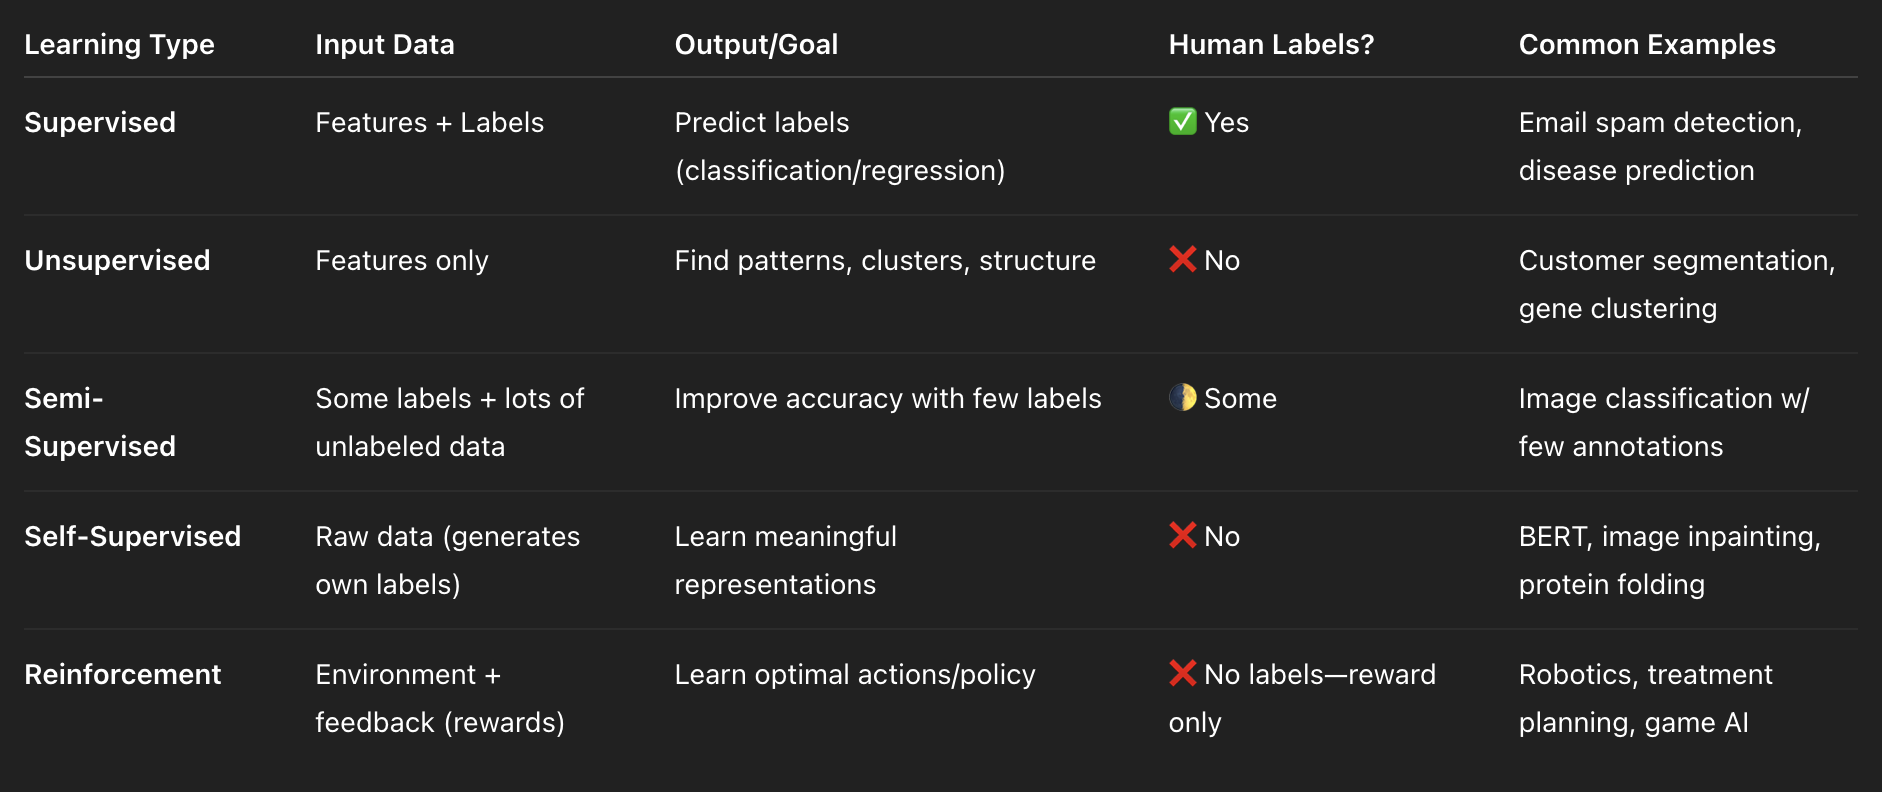 Learning Type Input Data Output/Goal Human Labels? Common Examples
Supervised Features + Labels Predict labels ✅ Yes Email spam detection,
(classification/regression) disease prediction
Unsupervised Features only Find patterns, clusters, structure ❌ No Customer segmentation,
gene clustering
Semi- Some labels + lots of Improve accuracy with few labels 🌓 Some Image classification w/
Supervised unlabeled data few annotations
Self-Supervised Raw data (generates Learn meaningful ❌ No BERT, image inpainting,
own labels) representations protein folding
Reinforcement Environment + Learn optimal actions/policy ❌ No labels—reward Robotics, treatment
feedback (rewards) only planning, game AI